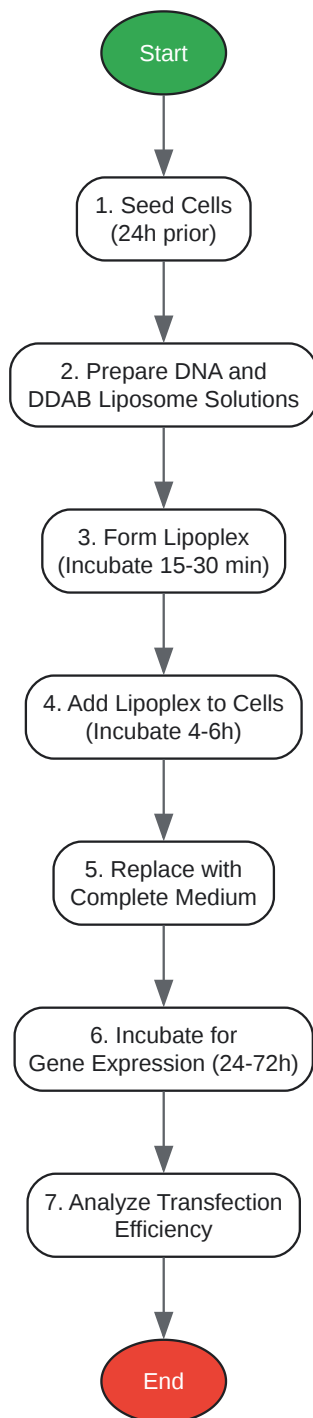 Start
1. Seed Cells
(24h prior)
2. Prepare DNA and
DDAB Liposome Solutions
3. Form Lipoplex
(Incubate 15-30 min)
4. Add Lipoplex to Cells
(Incubate 4-6h)
5. Replace with
Complete Medium
6. Incubate for
Gene Expression (24-72h)
7. Analyze Transfection
Efficiency
End